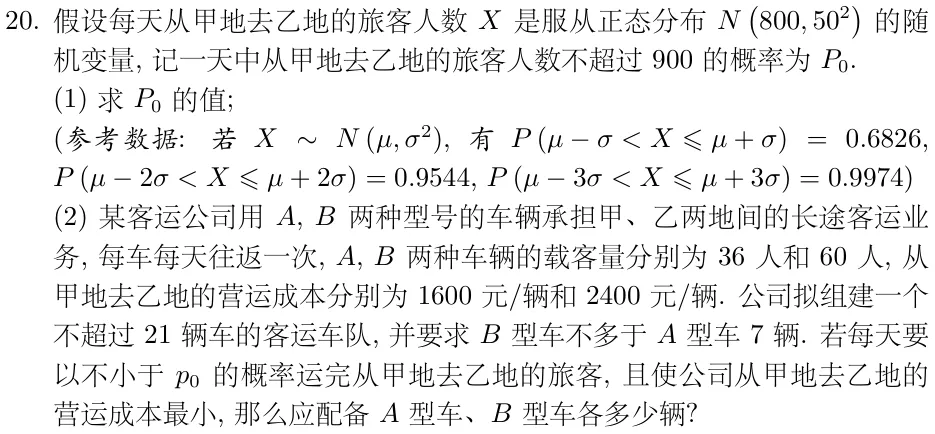 20. 假设每天从甲地去乙地的旅客人数 X 是服从正态分布 N (800, 50²) 的随
机变量, 记一天中从甲地去乙地的旅客人数不超过 900 的概率为 P₀.
(1) 求 P₀ 的值;
(参考数据: 若 X ∼ N (μ, σ²), 有 P (μ − σ < X ⩽ μ + σ) = 0.6826,
P (μ − 2σ < X ⩽ μ + 2σ) = 0.9544, P (μ − 3σ < X ⩽ μ + 3σ) = 0.9974)
(2) 某客运公司用 A, B 两种型号的车辆承担甲、乙两地间的长途客运业
务, 每车每天往返一次, A, B 两种车辆的载客量分别为 36 人和 60 人, 从
甲地去乙地的营运成本分别为 1600 元/辆和 2400 元/辆. 公司拟组建一个
不超过 21 辆车的客运车队, 并要求 B 型车不多于 A 型车 7 辆. 若每天要
以不小于 p₀ 的概率运完从甲地去乙地的旅客, 且使公司从甲地去乙地的
营运成本最小, 那么应配备 A 型车、B 型车各多少辆?